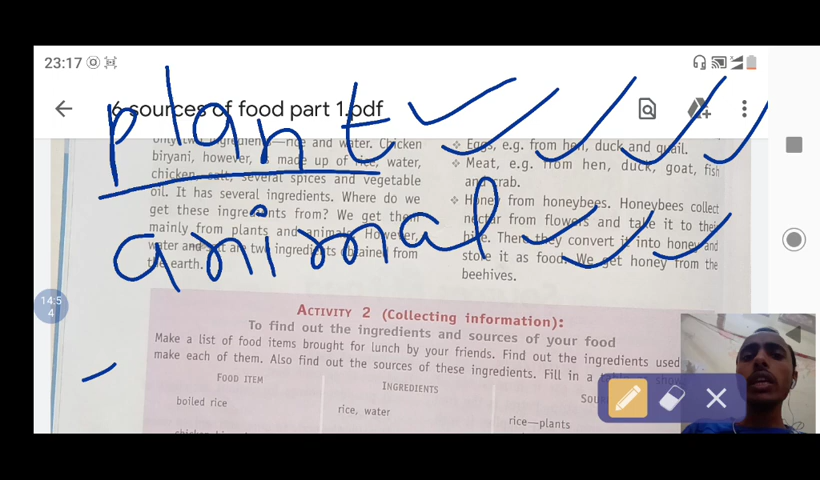 23:17
6 sources of food part 1.pdf
plant
animal
only two ingredients—rice and water. Chicken
biryani, however, is made up of rice, water,
chicken, salt, several spices and vegetable
oil. It has several ingredients. Where do we
get these ingredients from? We get them
mainly from plants and animals. However,
water and salt are two ingredients obtained from
the earth.
❖ Eggs, e.g. from hen, duck and quail.
❖ Meat, e.g. from hen, duck, goat, fish
and crab.
❖ Honey from honeybees. Honeybees collect
nectar from flowers and take it to their
hive. There they convert it into honey and
store it as food. We get honey from the
beehives.
14:5
4
ACTIVITY 2 (Collecting information):
To find out the ingredients and sources of your food
Make a list of food items brought for lunch by your friends. Find out the ingredients used
make each of them. Also find out the sources of these ingredients. Fill in a
FOOD ITEM
INGREDIENTS
boiled rice
rice, water
rice—plants